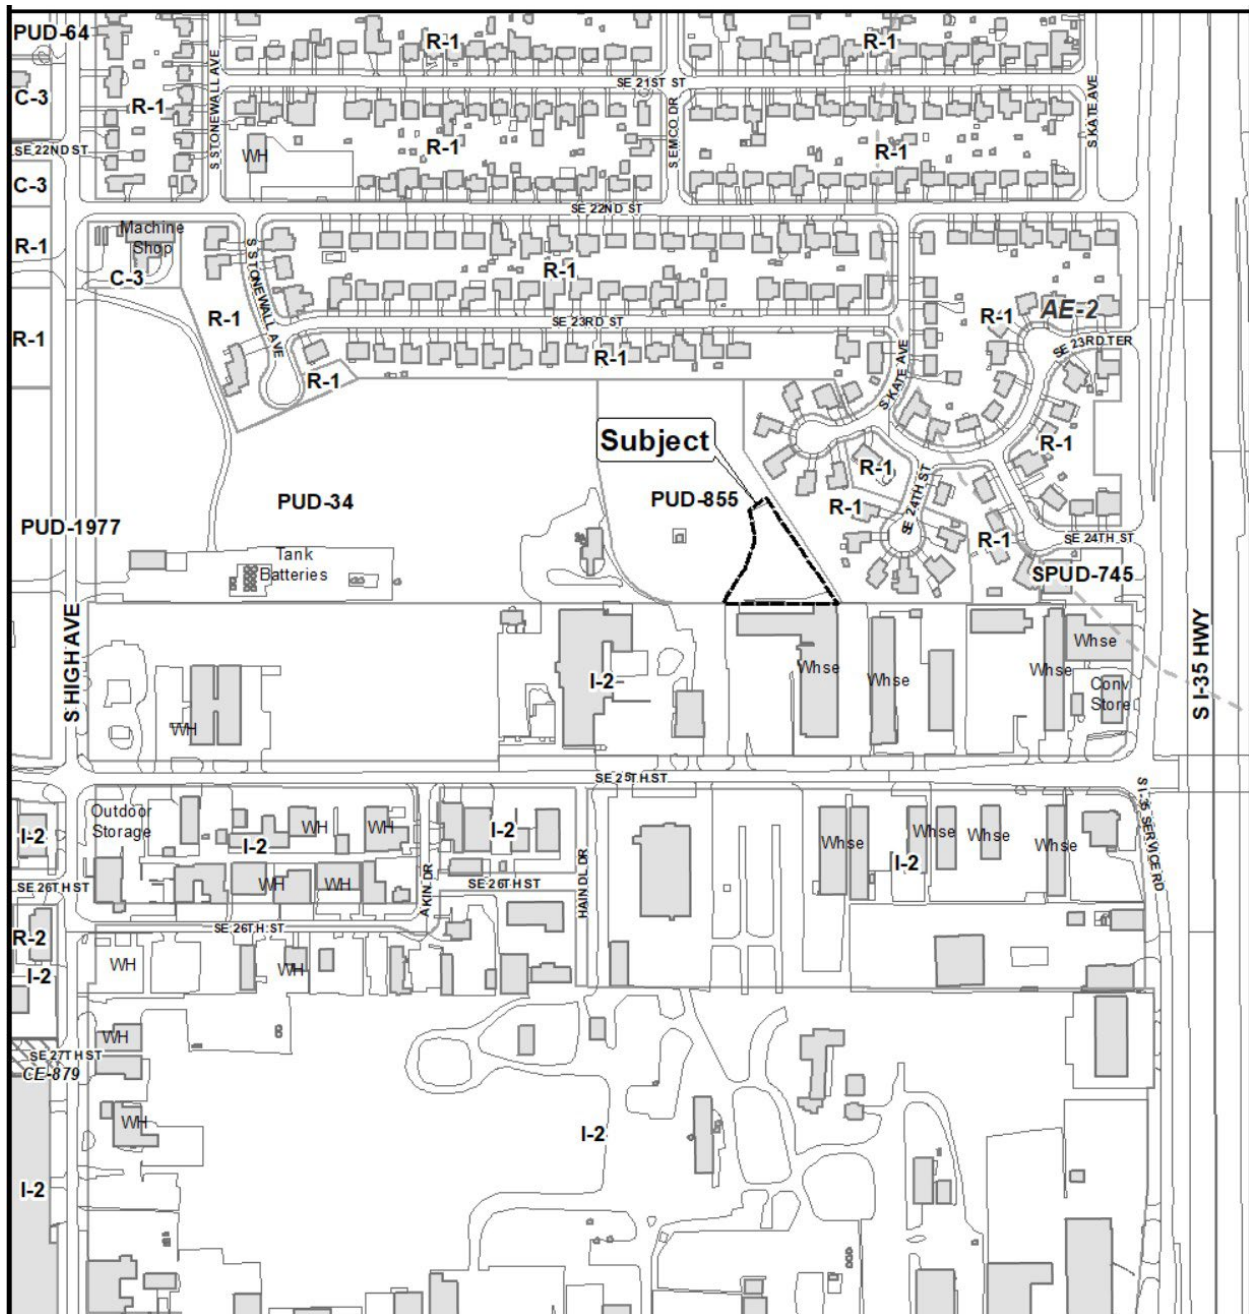 PUD-64
R-1
R-1
S STONEWALL AVE
SE 21ST ST
S KATE AVE
C-3
R-1
S EMCO DR
SE 22ND ST
WH
R-1
R-1
C-3
SE 22ND ST
Machine
Shop
R-1
C-3
S STONEWALL AVE
R-1
R-1
R-1
AE-2
R-1
SE 23RD ST
SE 23RD TER
R-1
S KATE AVE
R-1
Subject
R-1
R-1
PUD-34
PUD-855
R-1
SE 24TH ST
PUD-1977
R-1
SE 24TH ST
Tank
Batteries
SPUD-745
S HIGH AVE
Whse
Whse
Whse
Whse
I-2
Conv
Store
S I-35 HWY
WH
SE 25TH ST
Outdoor
Storage
WH
WH
I-2
I-2
I-2
Whse
Whse
Whse
Whse
I-2
S I-35 SERVICE RD
WH
WH
SE 26TH ST
AKIN DR
SE 26TH ST
HAINDL DR
SE 26TH ST
R-2
WH
WH
I-2
WH
SE 27TH ST
CE-879
WH
I-2
I-2